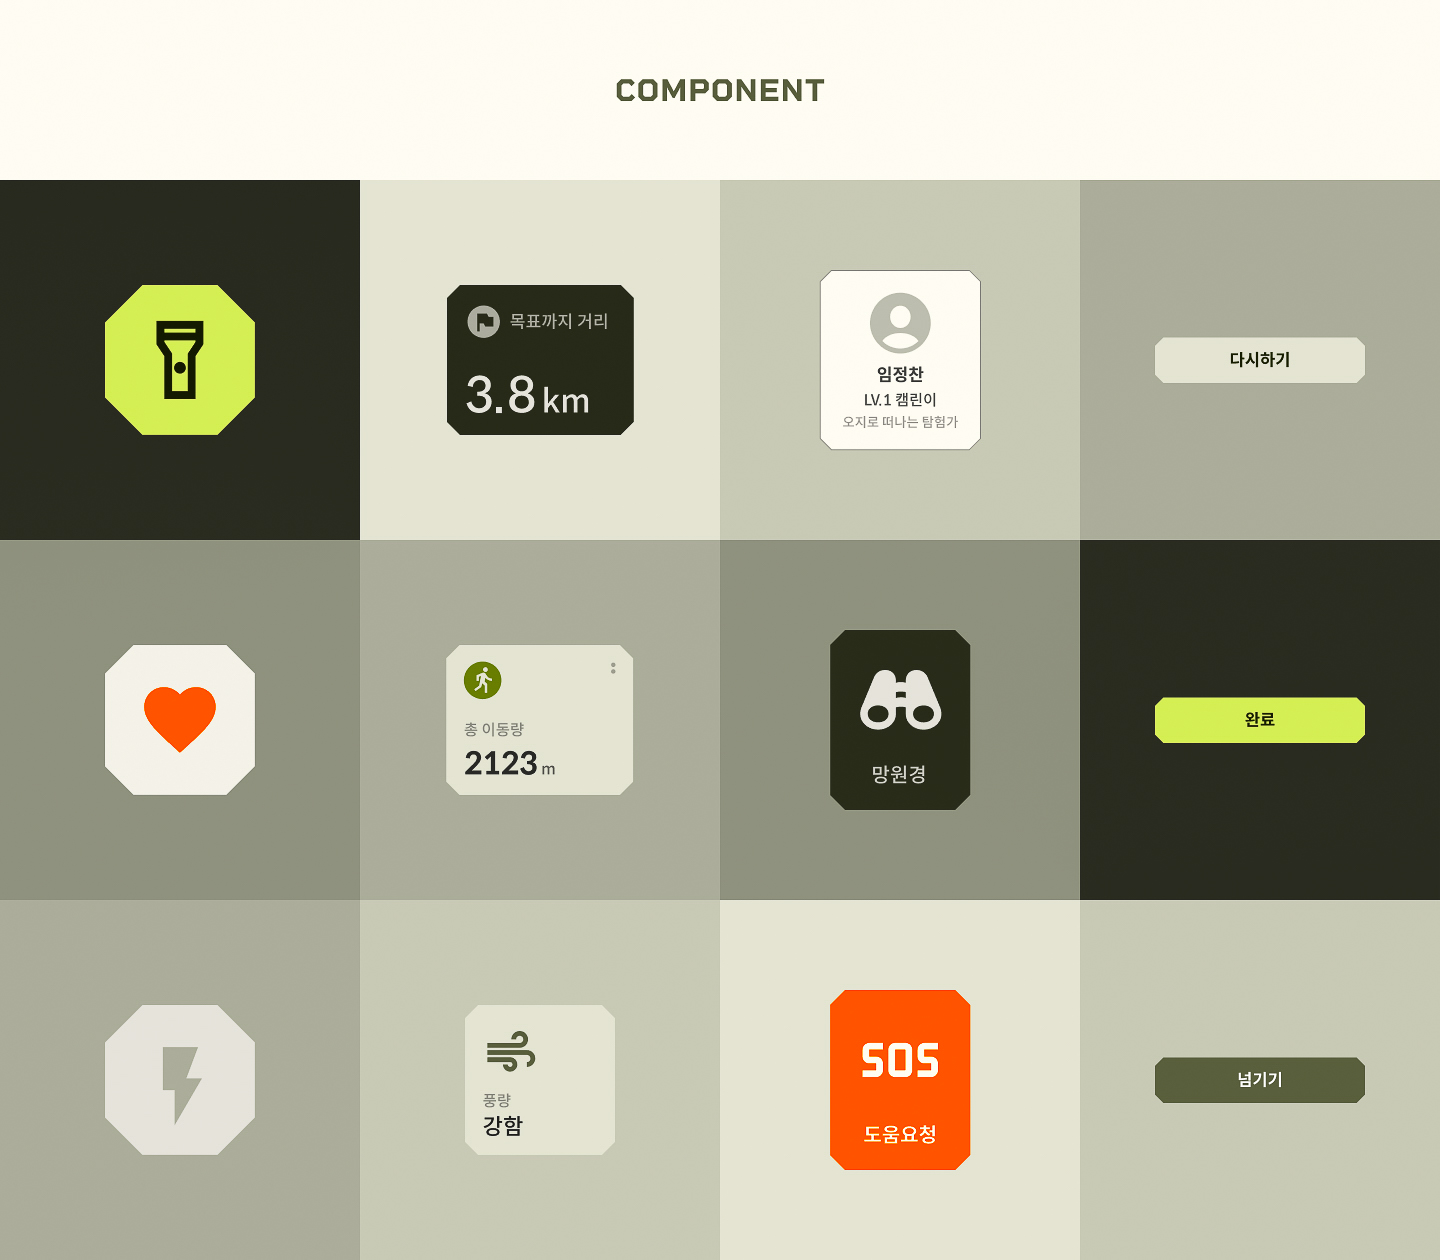 COMPONENT
목표까지 거리
3.8 km
임정찬
LV.1 캠린이
오지로 떠나는 탐험가
다시하기
총 이동량
2123 m
망원경
완료
풍량
강함
SOS
도움요청
넘기기